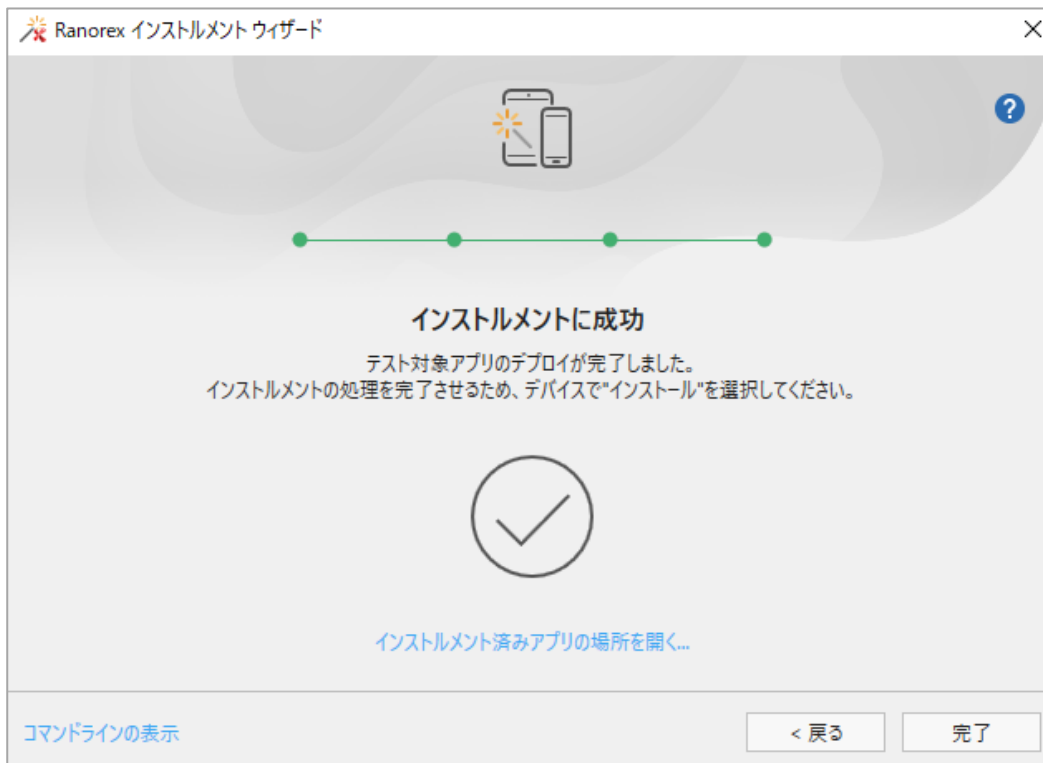 Ranorex インストルメント ウィザード
?
インストルメントに成功
テスト対象アプリのデプロイが完了しました。
インストルメントの処理を完了させるため、デバイスで"インストール"を選択してください。
インストルメント済みアプリの場所を開く...
コマンドラインの表示
< 戻る
完了